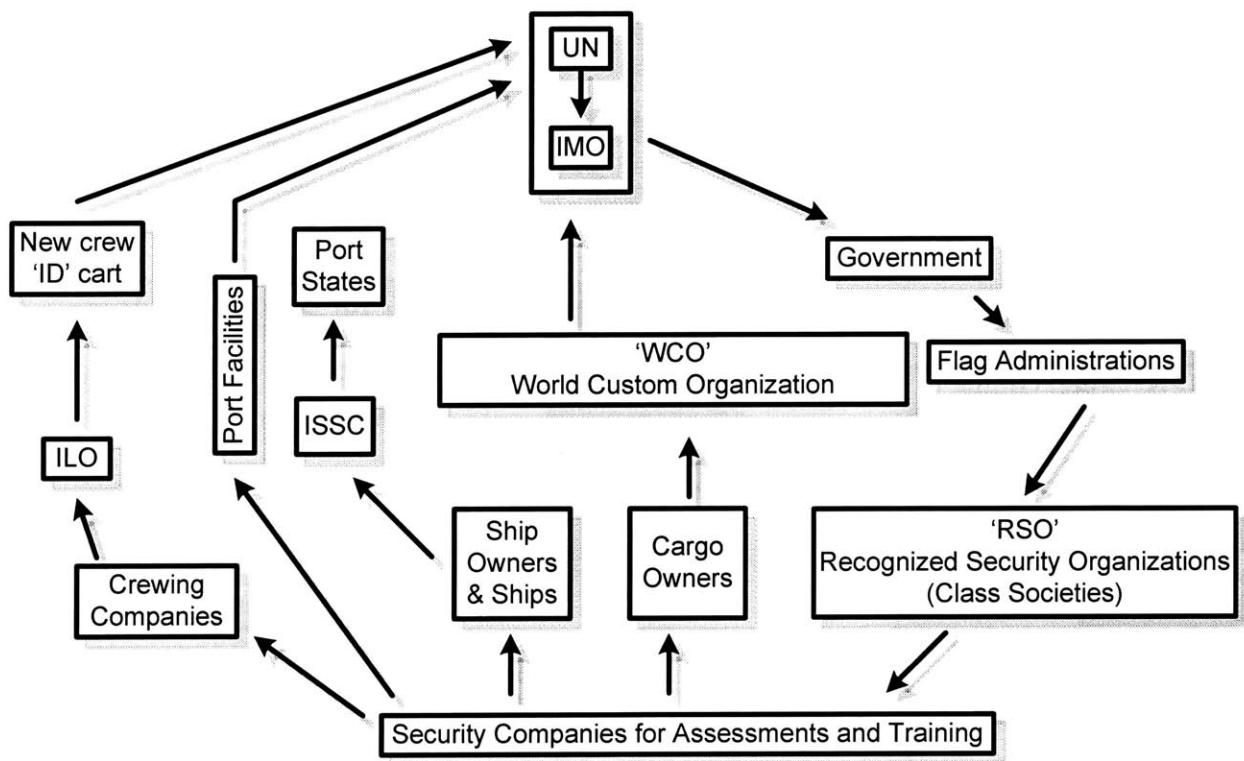 UN
IMO
New crew
'ID' cart
Port Facilities
Port
States
Government
'WCO'
World Custom Organization
Flag Administrations
ISSC
ILO
Ship
Owners
& Ships
Cargo
Owners
'RSO'
Recognized Security Organizations
(Class Societies)
Crewing
Companies
Security Companies for Assessments and Training